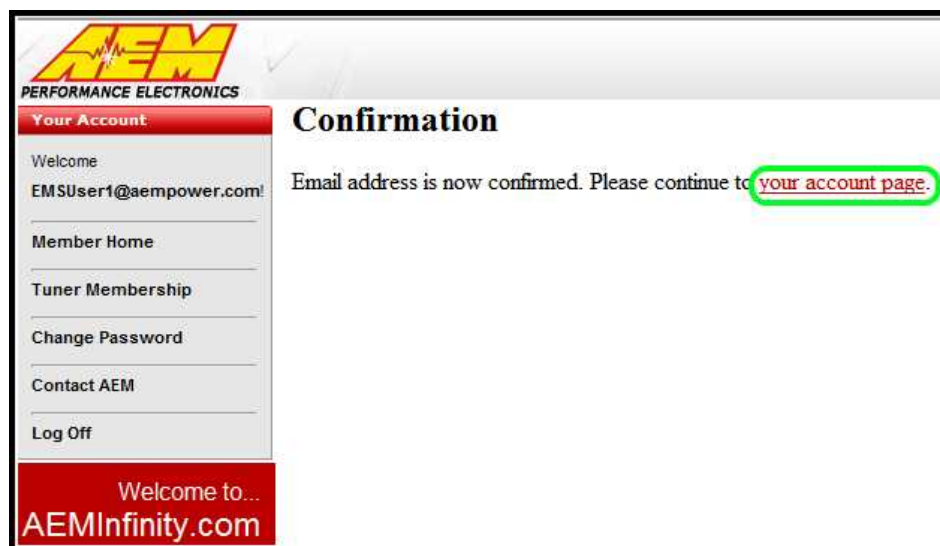 AEM
PERFORMANCE ELECTRONICS
Your Account
Welcome
EMSUser1@aempower.com!
Member Home
Tuner Membership
Change Password
Contact AEM
Log Off
Welcome to...
AEMInfinity.com
Confirmation
Email address is now confirmed. Please continue to your account page.